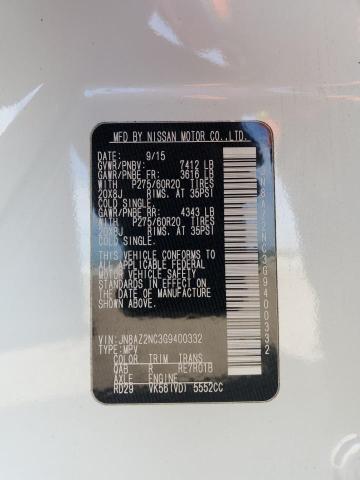 MFD BY NISSAN MOTOR CO.,LTD.
9/15
GVWR/PNBV: 7412 LB
GAWR/PNBE FR: 3616 LB
WITH P275/60R20 TIRES
20X8J RIMS. AT 35PSI
COLD SINGLE.
GAWR/PNBE RR: 4343 LB
WITH P275/60R20 TIRES
20X8J RIMS. AT 35PSI
COLD SINGLE.
THIS VEHICLE CONFORMS TO
ALL APPLICABLE FEDERAL
MOTOR VEHICLE SAFETY
STANDARDS IN EFFECT ON
THE DATE OF MANUFACTURE
SHOWN ABOVE.
VIN:JN8AZ2NC3G9400332
TYPE:MPV
COLOR TRIM TRANS
QAB R RE7R01B
AXLE ENGINE
RD29 VK56(VD) 5552CC
JN8AZ2NC3G9400332